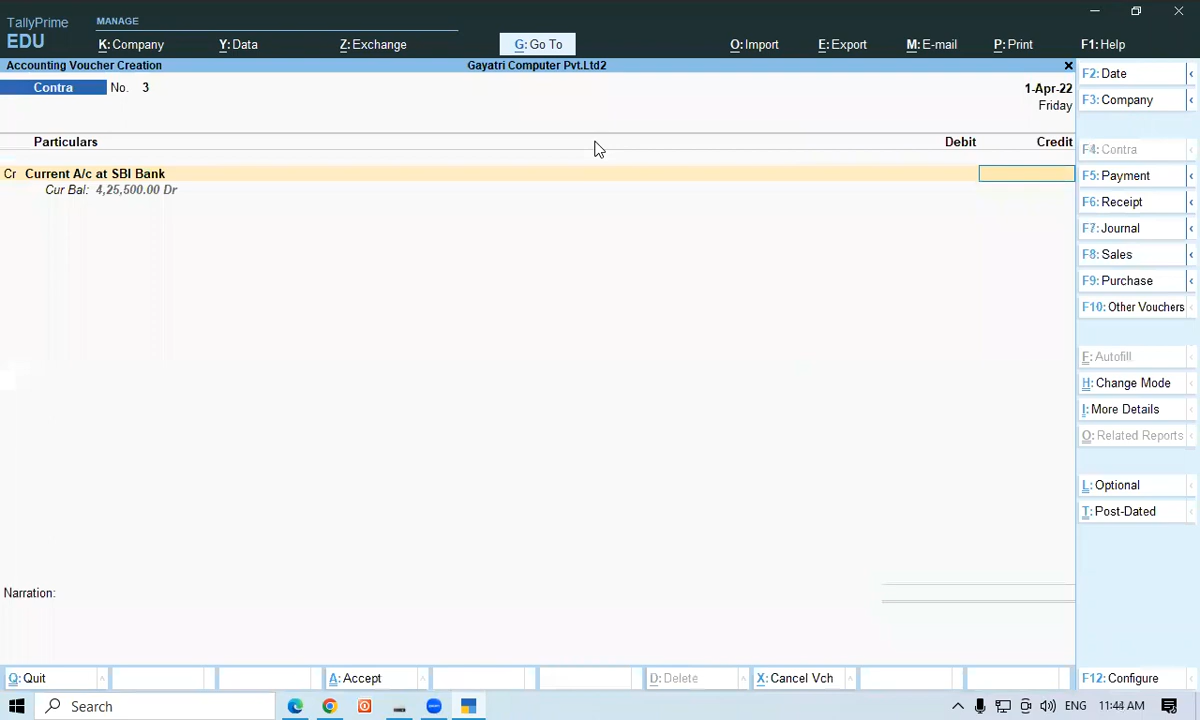 TallyPrime
EDU
MANAGE
K: Company
Y: Data
Z: Exchange
G: Go To
O: Import
E: Export
M: E-mail
P: Print
F1: Help
Accounting Voucher Creation
Gayatri Computer Pvt.Ltd2
Contra No. 3
1-Apr-22
Friday
Particulars
Debit
Credit
Cr Current A/c at SBI Bank
Cur Bal: 4,25,500.00 Dr
Narration:
F2: Date
F3: Company
F4: Contra
F5: Payment
F6: Receipt
F7: Journal
F8: Sales
F9: Purchase
F10: Other Vouchers
F: Autofill
H: Change Mode
I: More Details
O: Related Reports
L: Optional
T: Post-Dated
Q: Quit
A: Accept
D: Delete
X: Cancel Vch
F12: Configure
Search
ENG
11:44 AM